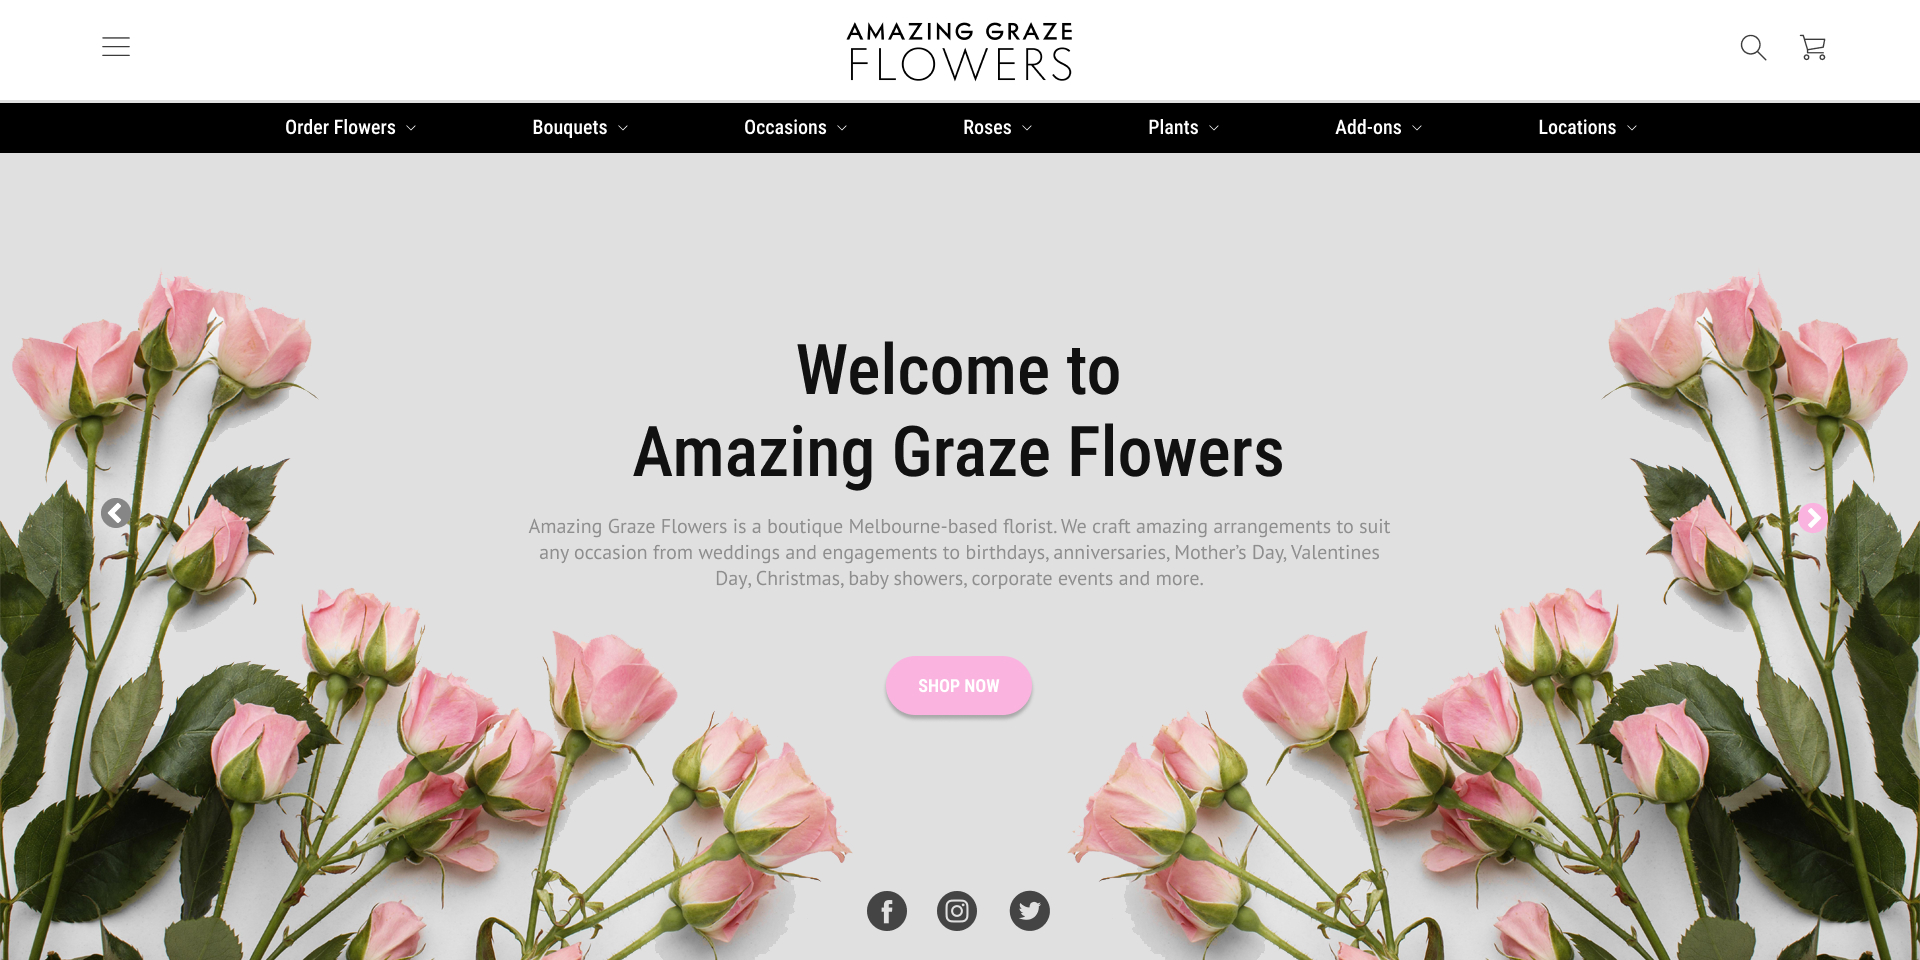 AMAZING GRAZE
FLOWERS
Order Flowers
Bouquets
Occasions
Roses
Plants
Add-ons
Locations
Welcome to
Amazing Graze Flowers
Amazing Graze Flowers is a boutique Melbourne-based florist. We craft amazing arrangements to suit
any occasion from weddings and engagements to birthdays, anniversaries, Mother’s Day, Valentines
Day, Christmas, baby showers, corporate events and more.
SHOP NOW